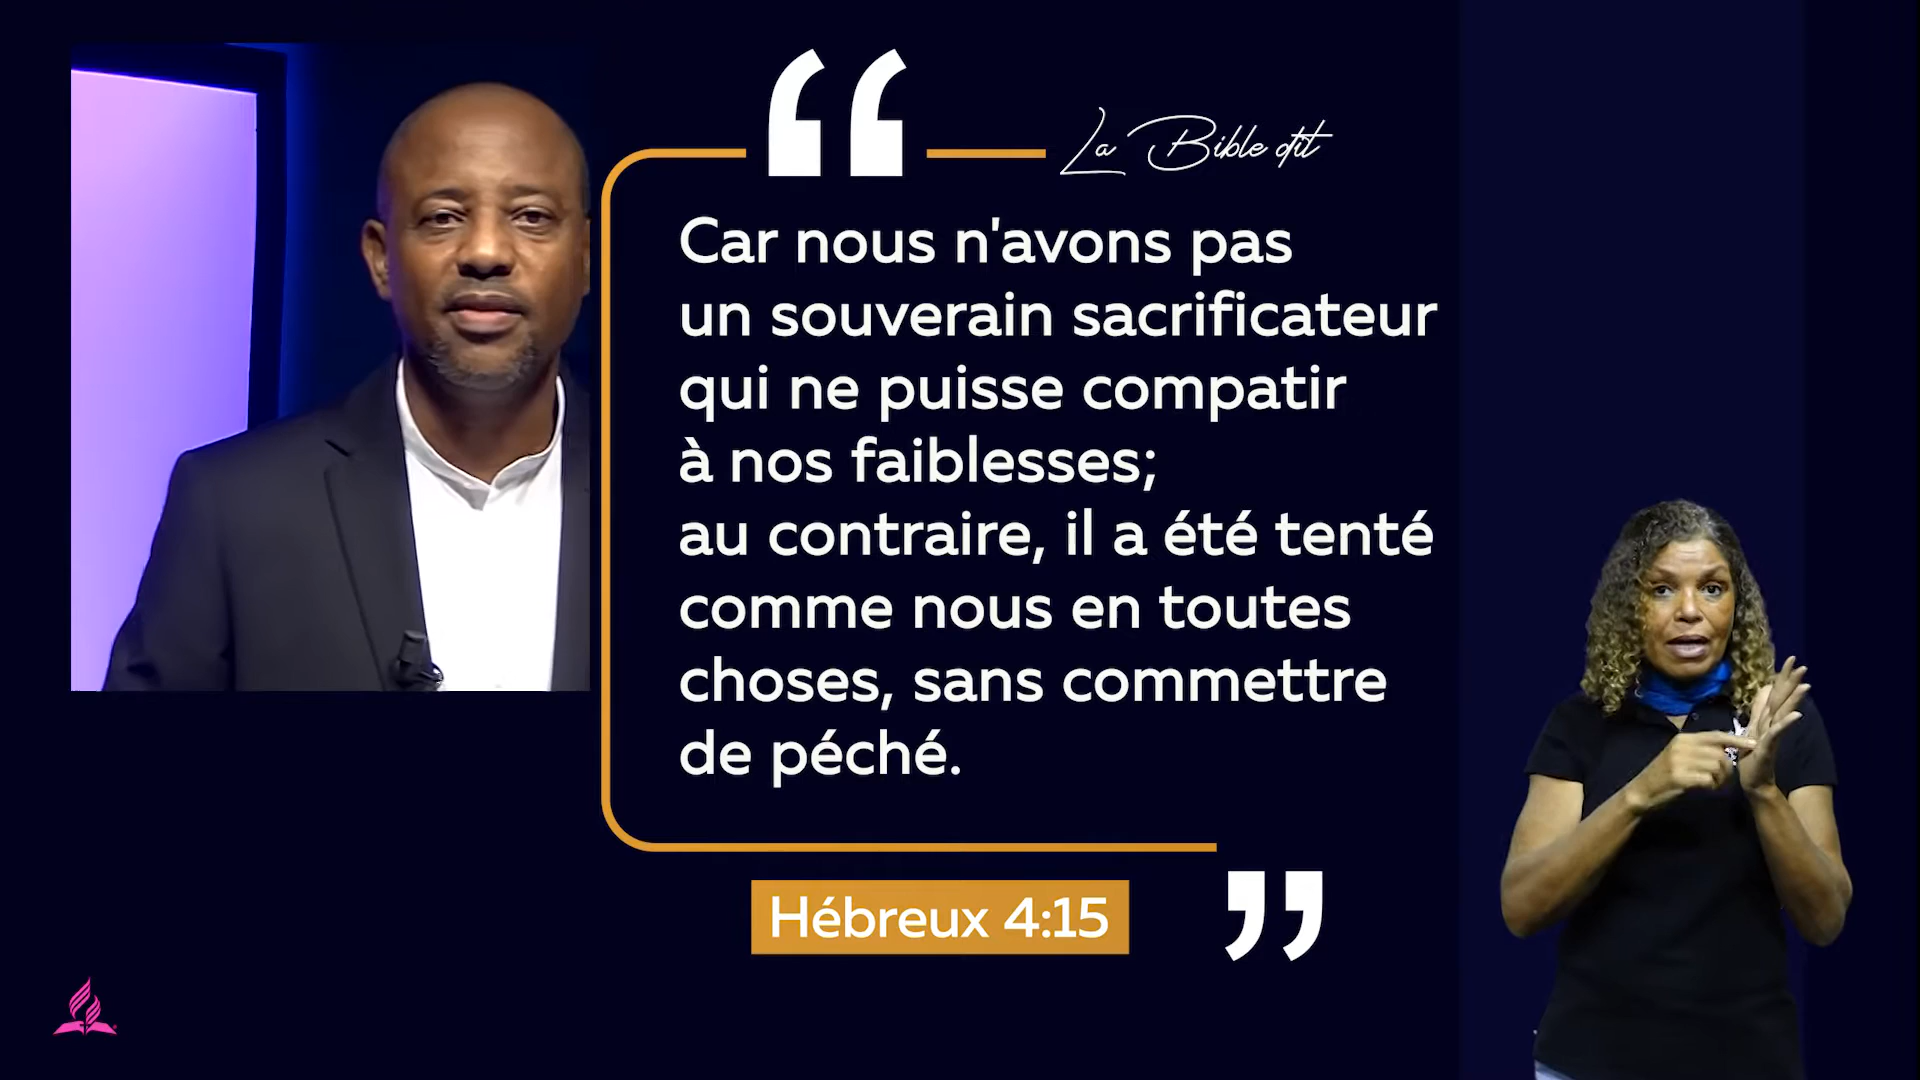 La Bible dit
Car nous n'avons pas
un souverain sacrificateur
qui ne puisse compatir
à nos faiblesses;
au contraire, il a été tenté
comme nous en toutes
choses, sans commettre
de péché.
Hébreux 4:15